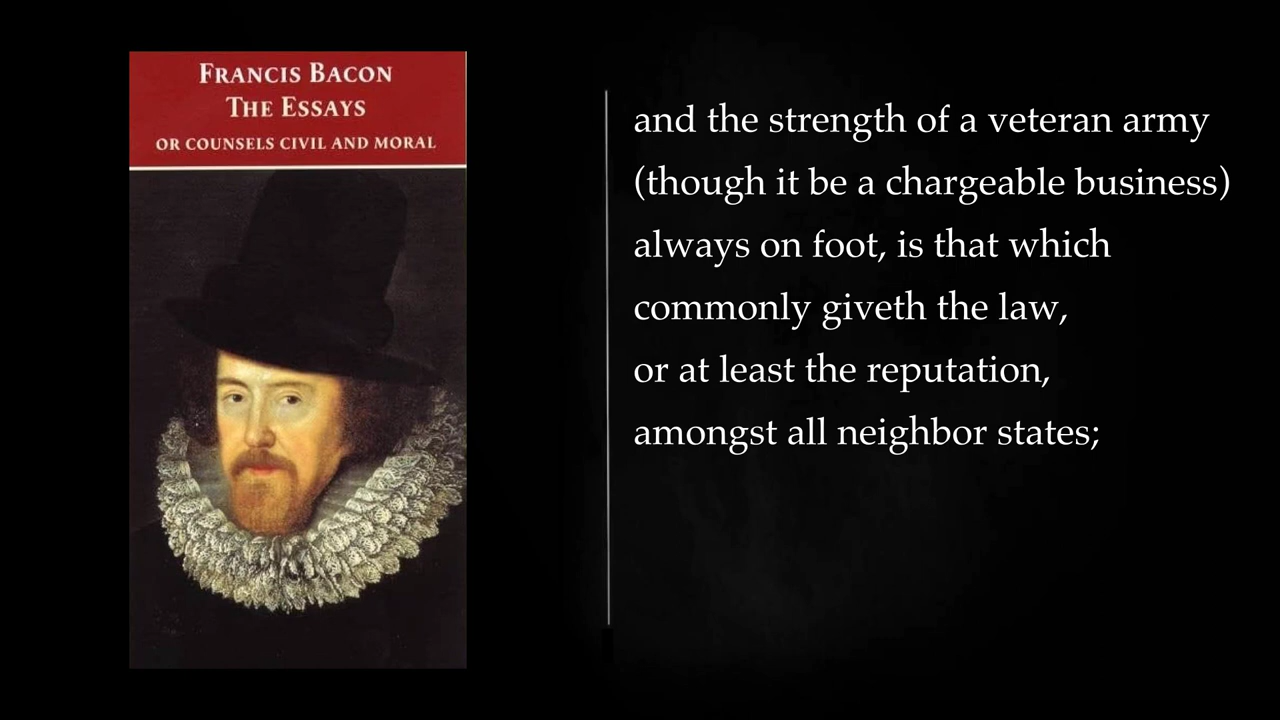 FRANCIS BACON
THE ESSAYS
OR COUNSELS CIVIL AND MORAL
and the strength of a veteran army
(though it be a chargeable business)
always on foot, is that which
commonly giveth the law,
or at least the reputation,
amongst all neighbor states;